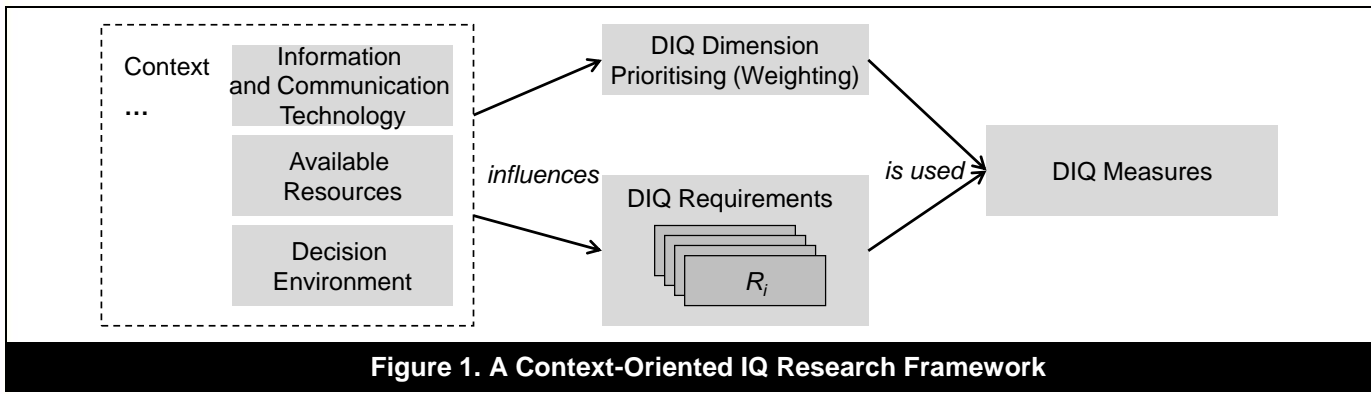 Context
…
Information
and Communication
Technology
Available
Resources
Decision
Environment
influences
DIQ Dimension
Prioritising (Weighting)
DIQ Requirements
Ri
is used
DIQ Measures
Figure 1. A Context-Oriented IQ Research Framework